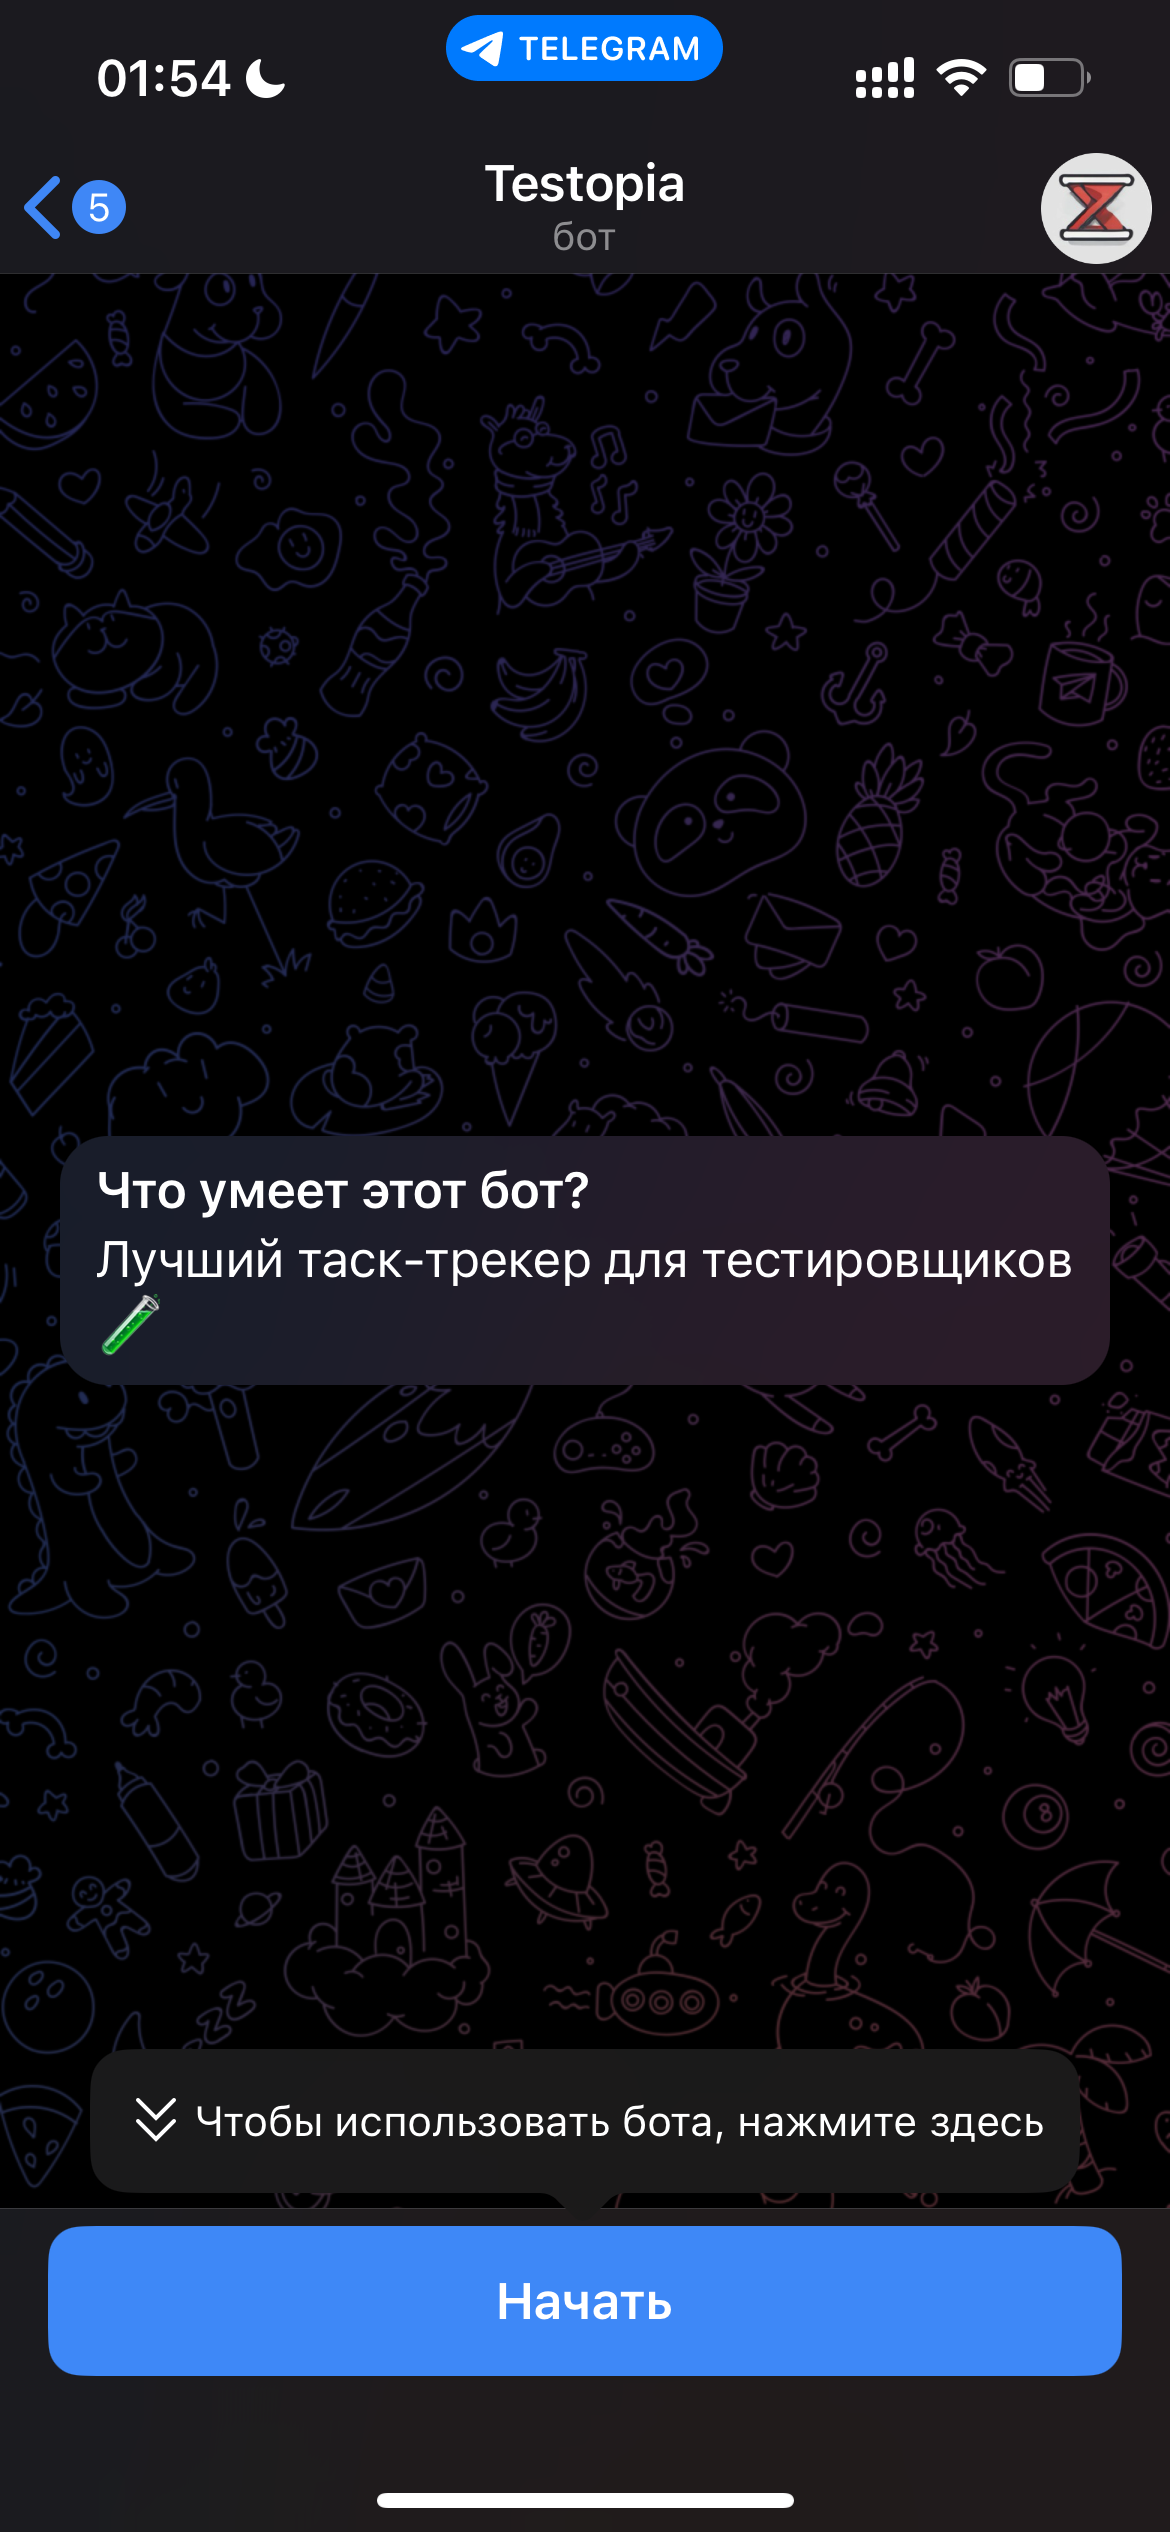 TELEGRAM
01:54
5
Testopia
бот
Что умеет этот бот?
Лучший таск-трекер для тестировщиков
🧪
Чтобы использовать бота, нажмите здесь
Начать